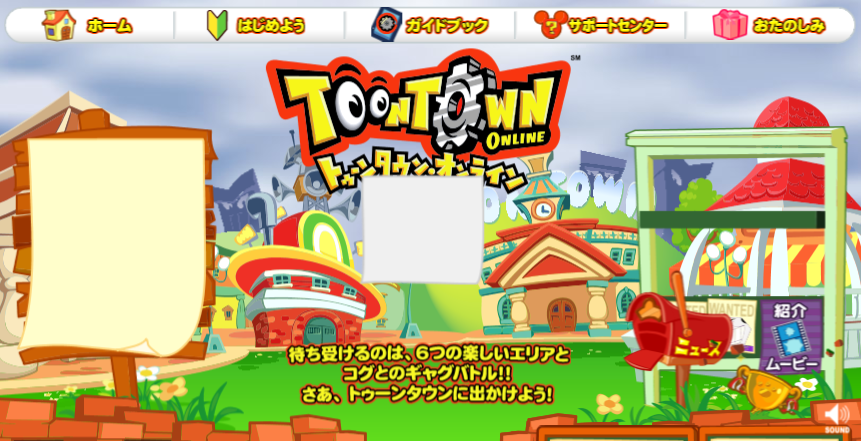 ホーム
はじめよう
ガイドブック
サポートセンター
おたのしみ
TOONTOWN SM
ONLINE
トゥーンタウン・オンライン
WANTED
紹介
ムービー
ニュース
待ち受けるのは、6つの楽しいエリアと
コグとのギャグバトル!!
さあ、トゥーンタウンに出かけよう!
SOUND